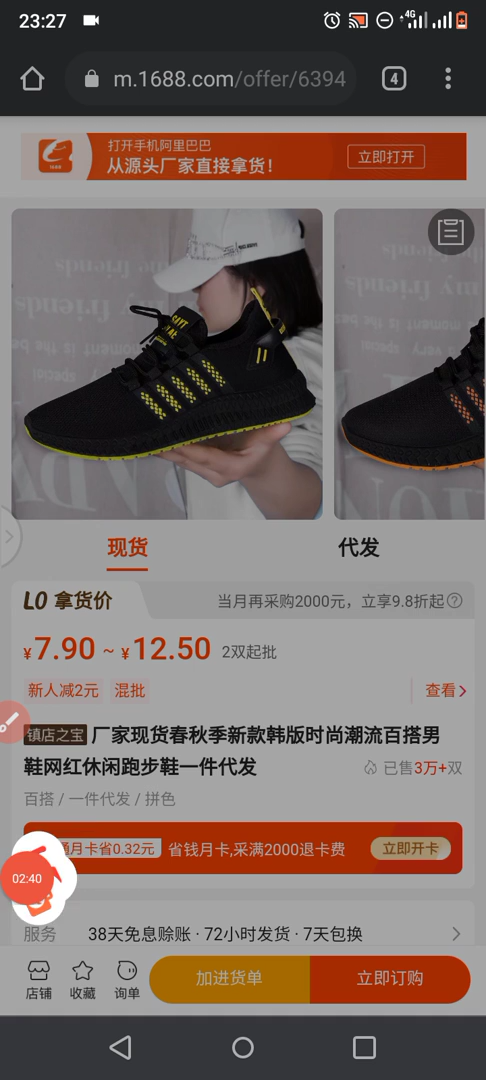 23:27
4G
m.1688.com/offer/6394
4
打开手机阿里巴巴
从源头厂家直接拿货!
立即打开
现货
代发
L0 拿货价
当月再采购2000元，立享9.8折起?
¥7.90 ~ ¥12.50 2双起批
新人减2元 混批
查看
镇店之宝 厂家现货春秋季新款韩版时尚潮流百搭男
鞋网红休闲跑步鞋一件代发
已售3万+双
百搭 / 一件代发 / 拼色
通月卡省0.32元 省钱月卡,采满2000退卡费 立即开卡
02:40
服务 38天免息赊账 · 72小时发货 · 7天包换
店铺 收藏 询单
加进货单 立即订购